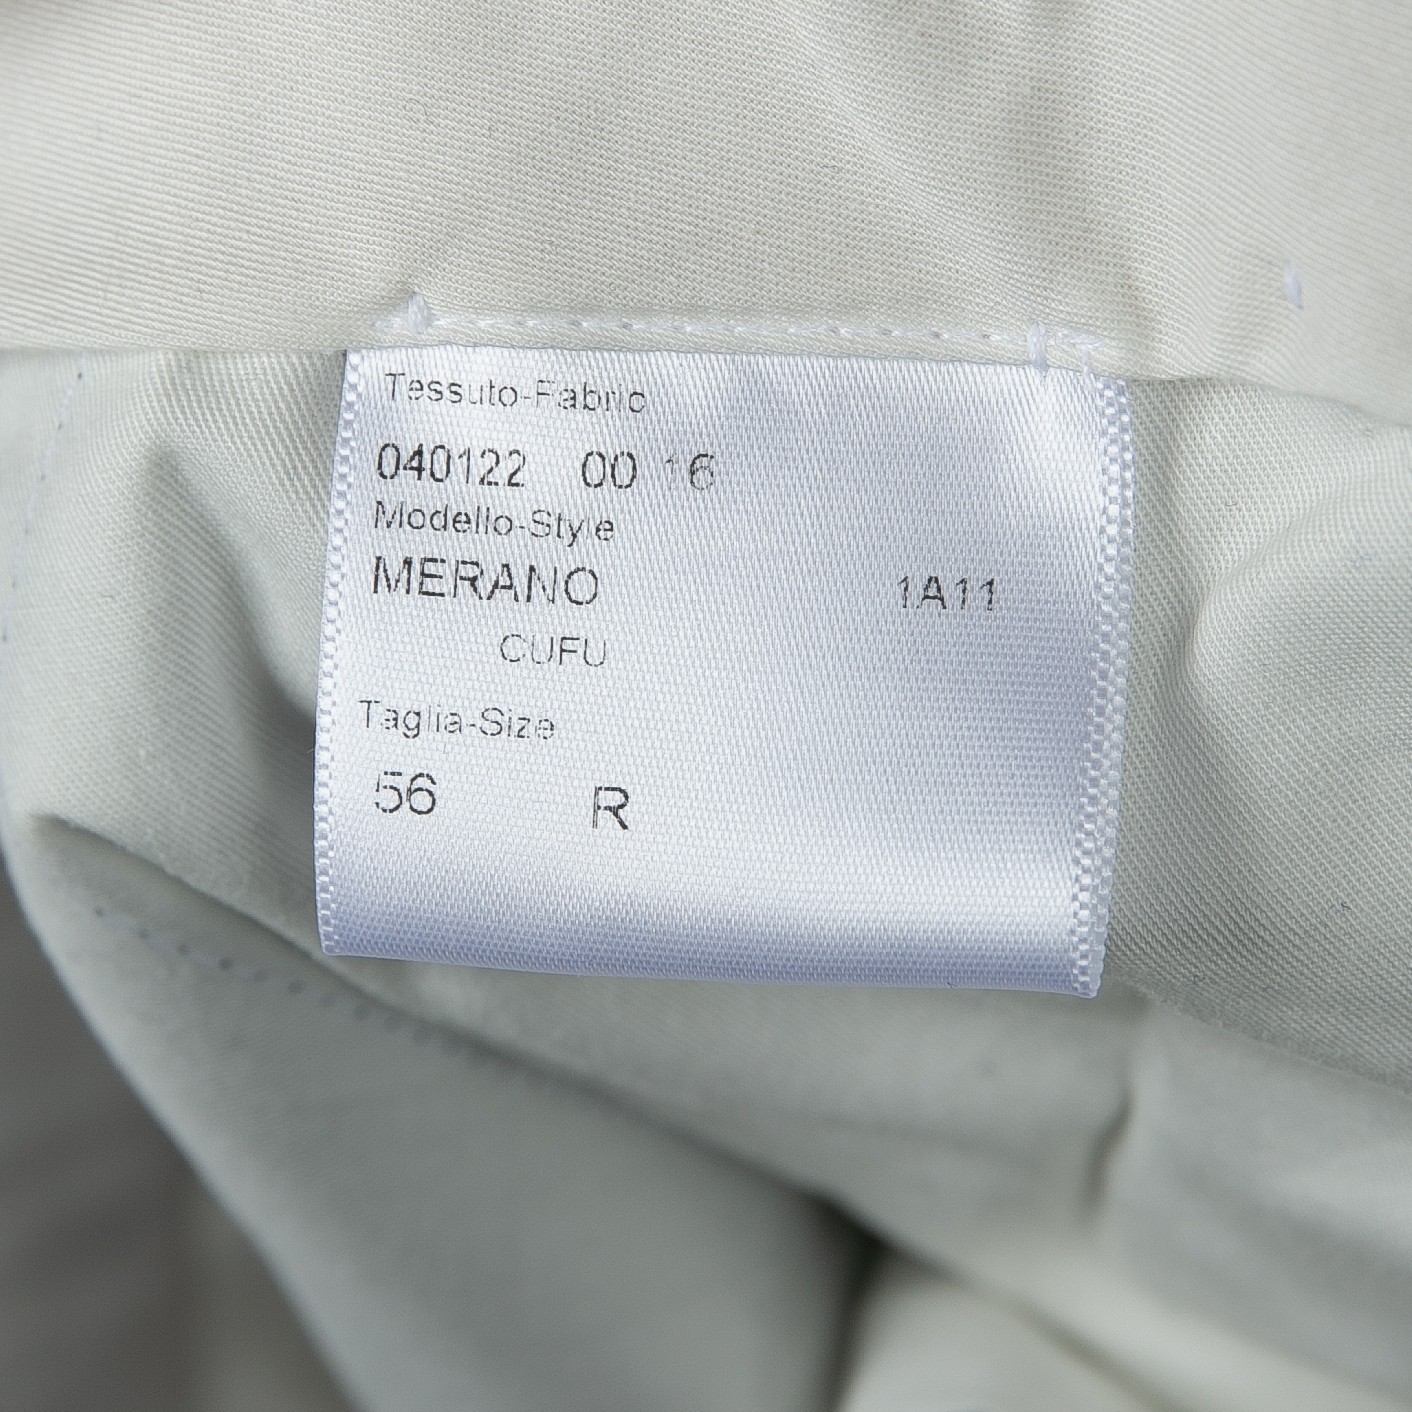 Tessuto-Fabric
040122 00 16
Modello-Style
MERANO 1A11
CUFU
Taglia-Size
56 R